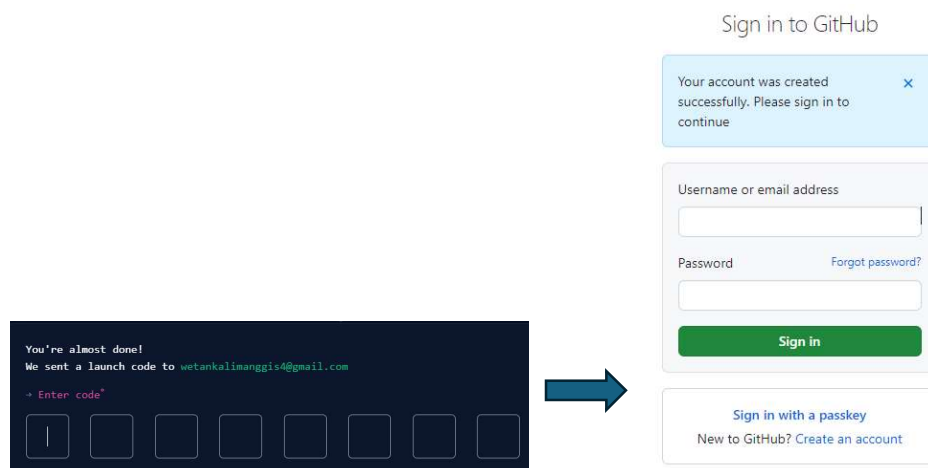 You're almost done!
We sent a launch code to wetankalimanggis4@gmail.com
→ Enter code*
Sign in to GitHub
Your account was created
successfully. Please sign in to
continue
Username or email address
Password Forgot password?
Sign in
Sign in with a passkey
New to GitHub? Create an account